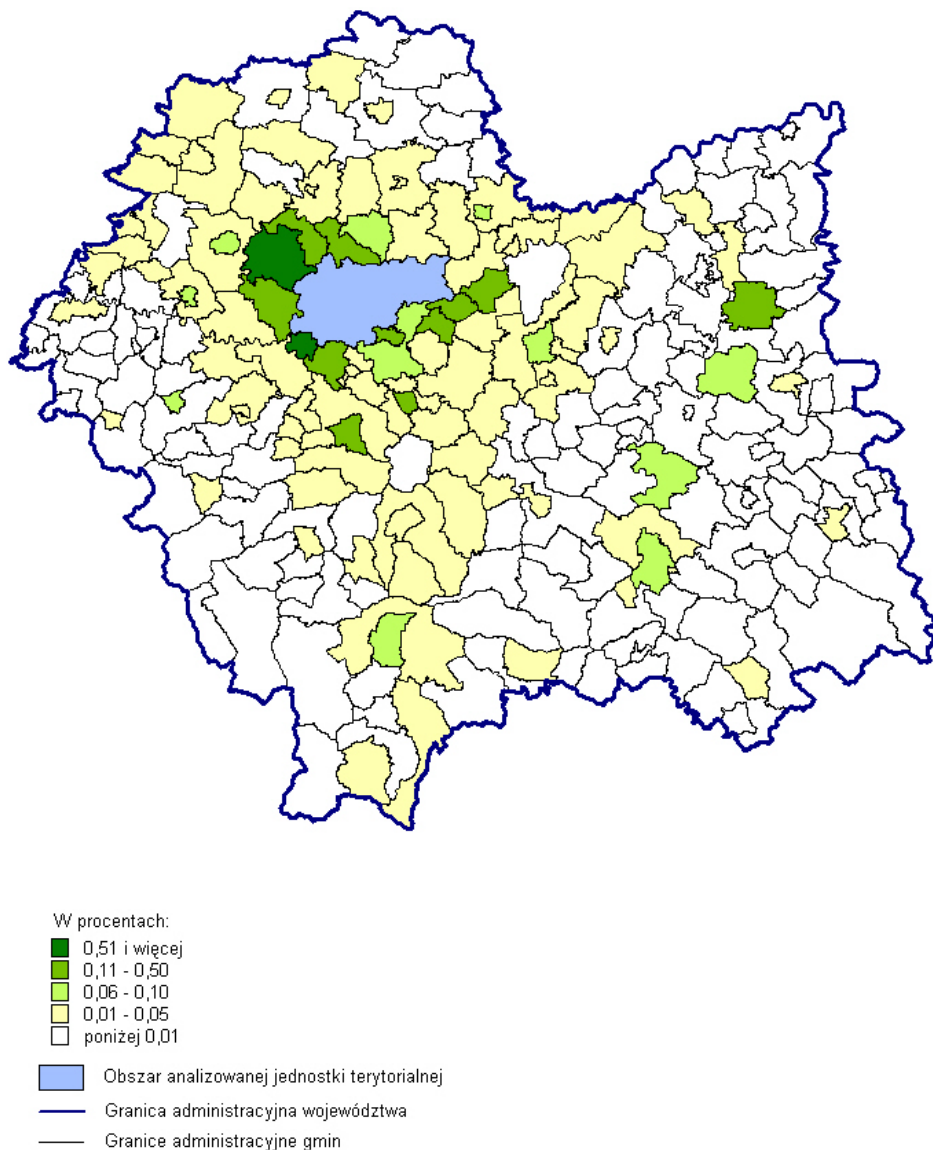 W procentach:
0,51 i więcej
0,11 - 0,50
0,06 - 0,10
0,01 - 0,05
poniżej 0,01
Obszar analizowanej jednostki terytorialnej
Granica administracyjna województwa
Granice administracyjne gmin